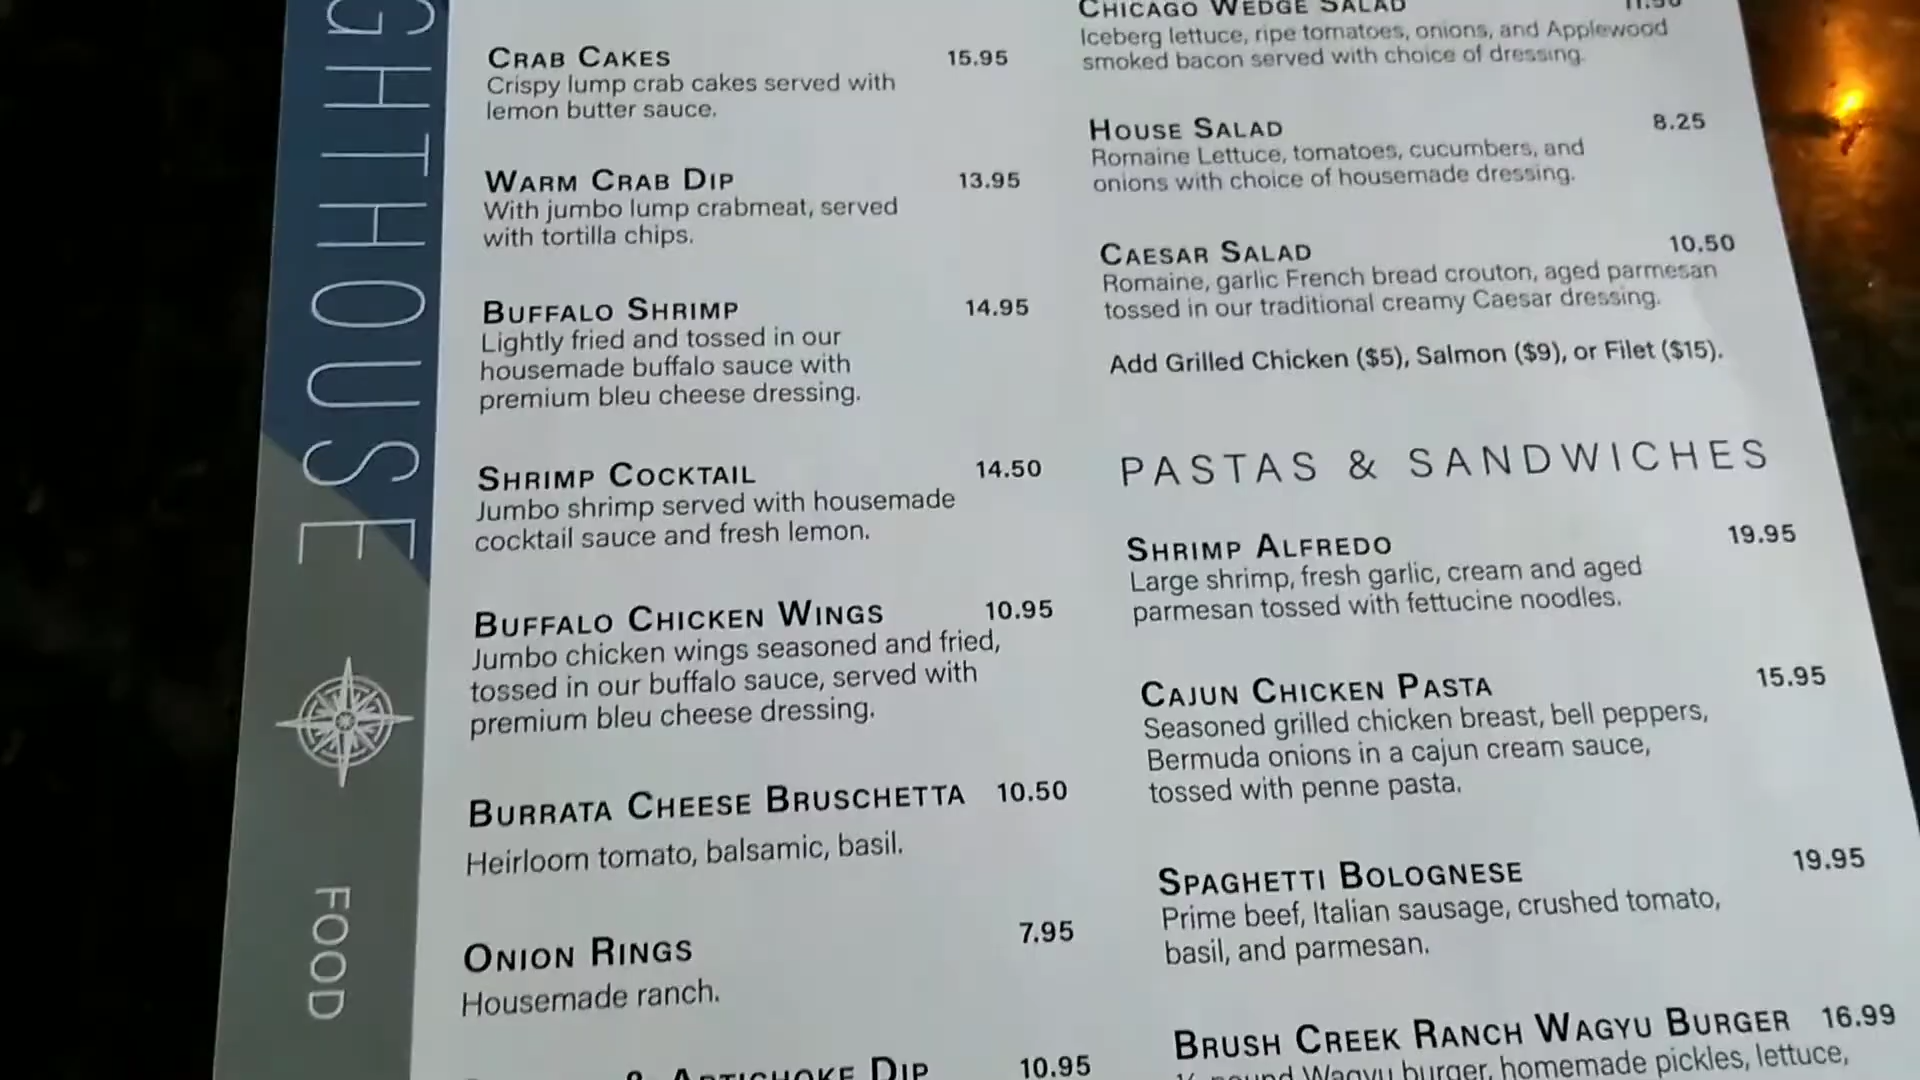 GHTHOUSE
FOOD
CRAB CAKES 15.95
Crispy lump crab cakes served with
lemon butter sauce.
WARM CRAB DIP 13.95
With jumbo lump crabmeat, served
with tortilla chips.
BUFFALO SHRIMP 14.95
Lightly fried and tossed in our
housemade buffalo sauce with
premium bleu cheese dressing.
SHRIMP COCKTAIL 14.50
Jumbo shrimp served with housemade
cocktail sauce and fresh lemon.
BUFFALO CHICKEN WINGS 10.95
Jumbo chicken wings seasoned and fried,
tossed in our buffalo sauce, served with
premium bleu cheese dressing.
BURRATA CHEESE BRUSCHETTA 10.50
Heirloom tomato, balsamic, basil.
ONION RINGS 7.95
Housemade ranch.
& ARTICHOKE DIP 10.95
CHICAGO WEDGE SALAD
Iceberg lettuce, ripe tomatoes, onions, and Applewood
smoked bacon served with choice of dressing.
HOUSE SALAD 8.25
Romaine Lettuce, tomatoes, cucumbers, and
onions with choice of housemade dressing.
CAESAR SALAD 10.50
Romaine, garlic French bread crouton, aged parmesan
tossed in our traditional creamy Caesar dressing.
Add Grilled Chicken ($5), Salmon ($9), or Filet ($15).
PASTAS & SANDWICHES
SHRIMP ALFREDO 19.95
Large shrimp, fresh garlic, cream and aged
parmesan tossed with fettucine noodles.
CAJUN CHICKEN PASTA 15.95
Seasoned grilled chicken breast, bell peppers,
Bermuda onions in a cajun cream sauce,
tossed with penne pasta.
SPAGHETTI BOLOGNESE 19.95
Prime beef, Italian sausage, crushed tomato,
basil, and parmesan.
BRUSH CREEK RANCH WAGYU BURGER 16.99
pound Wagyu burger, homemade pickles, lettuce,